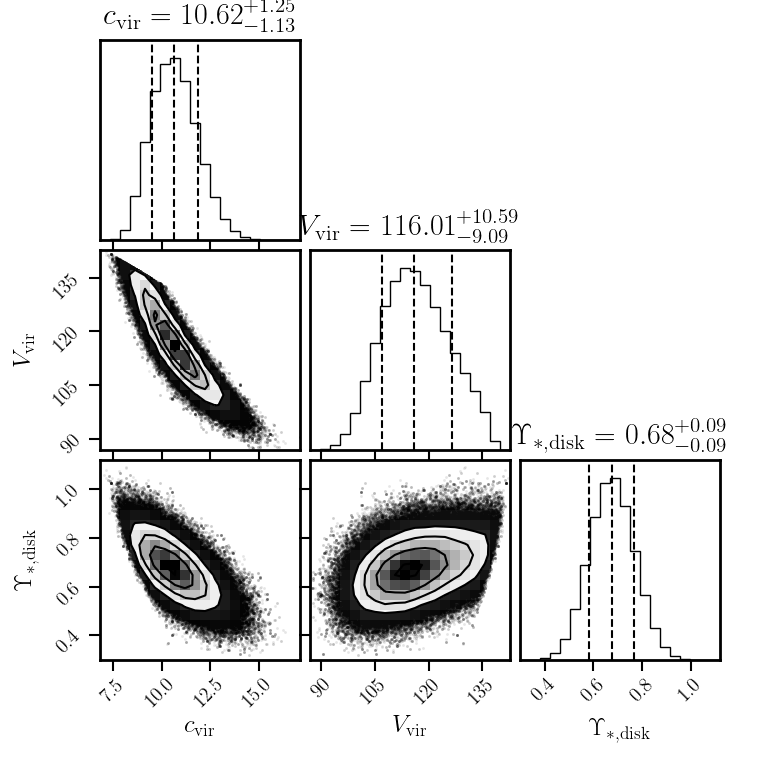 c_vir = 10.62^{+1.25}_{-1.13}
V_vir = 116.01^{+10.59}_{-9.09}
135
120
105
90
V_vir
Υ_{*,disk} = 0.68^{+0.09}_{-0.09}
1.0
0.8
0.6
0.4
Υ_{*,disk}
7.5 10.0 12.5 15.0
90 105 120 135
0.4 0.6 0.8 1.0
c_vir
V_vir
Υ_{*,disk}